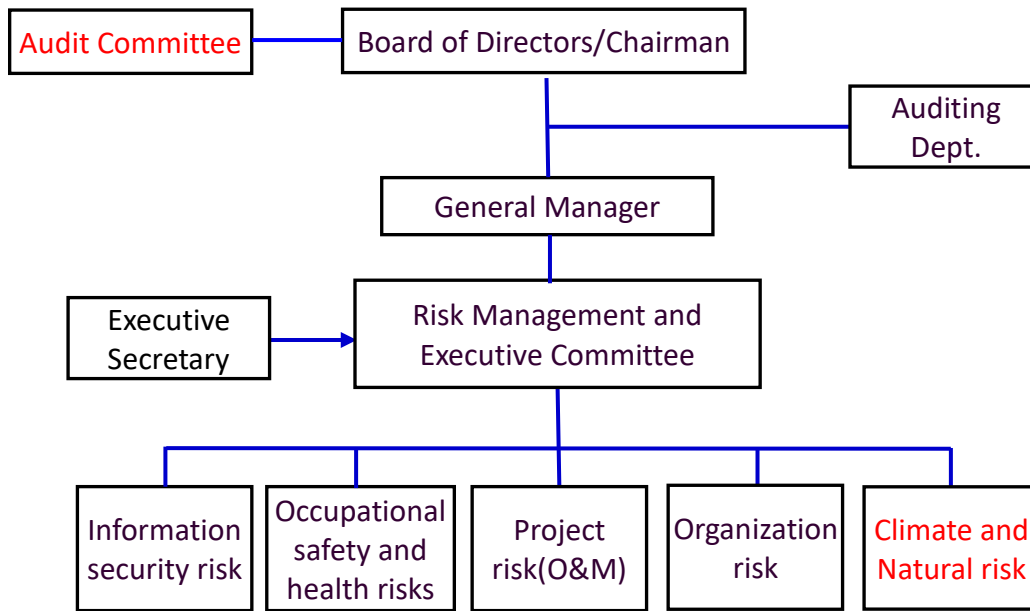 Audit Committee
Board of Directors/Chairman
Auditing
Dept.
General Manager
Executive
Secretary
Risk Management and
Executive Committee
Information
security risk
Occupational
safety and
health risks
Project
risk(O&M)
Organization
risk
Climate and
Natural risk